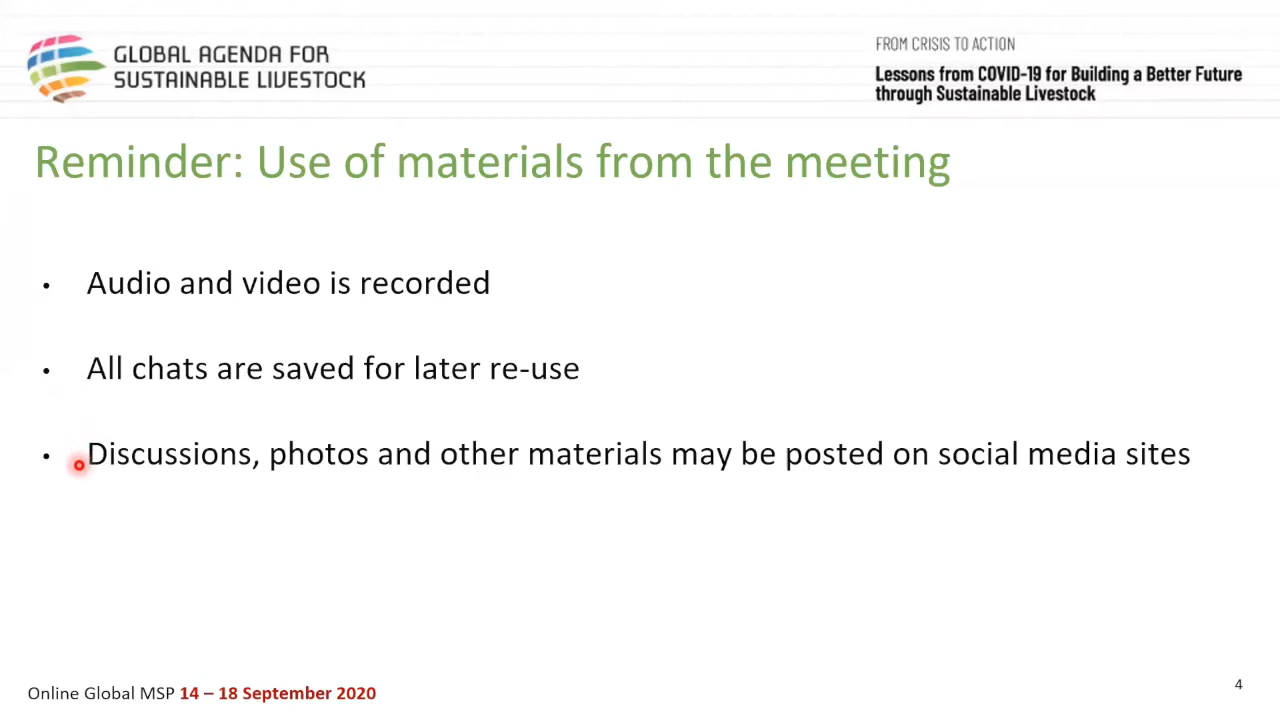 GLOBAL AGENDA FOR
SUSTAINABLE LIVESTOCK
FROM CRISIS TO ACTION
Lessons from COVID-19 for Building a Better Future
through Sustainable Livestock
Reminder: Use of materials from the meeting
• Audio and video is recorded
• All chats are saved for later re-use
• Discussions, photos and other materials may be posted on social media sites
Online Global MSP 14 – 18 September 2020
4